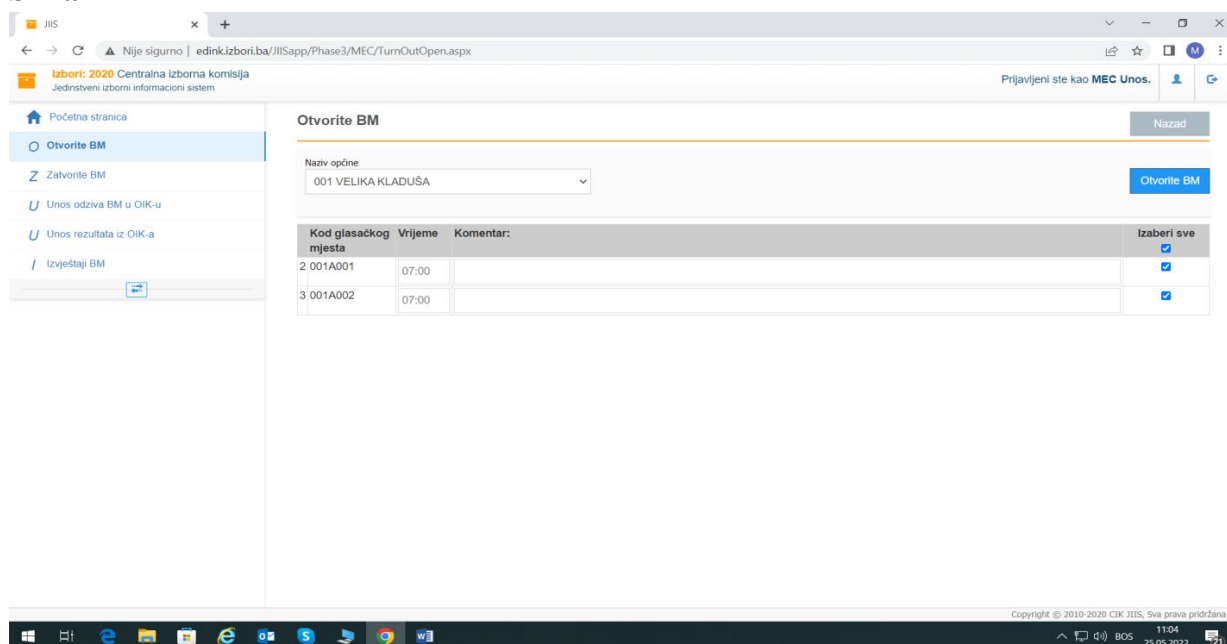 JIIS
Nije sigurno | edink.izbori.ba/JIISapp/Phase3/MEC/TurnOutOpen.aspx
M
Izbori: 2020 Centralna Izborna komisija
Jedinstveni izborni informacioni sistem
Prijavljeni ste kao MEC Unos.
Početna stranica
O Otvorite BM
Z Zatvorite BM
U Unos odziva BM u OIK-u
U Unos rezultata iz OIK-a
I Izvještaji BM
Otvorite BM
Nazad
Naziv općine
001 VELIKA KLADUŠA
Otvorite BM
Kod glasačkog mjesta Vrijeme Komentar: Izaberi sve
2 001A001 07:00
3 001A002 07:00
Copyright © 2010-2020 CIK JIIS, Sva prava pridržana
BOS
11:04
25.05.2022